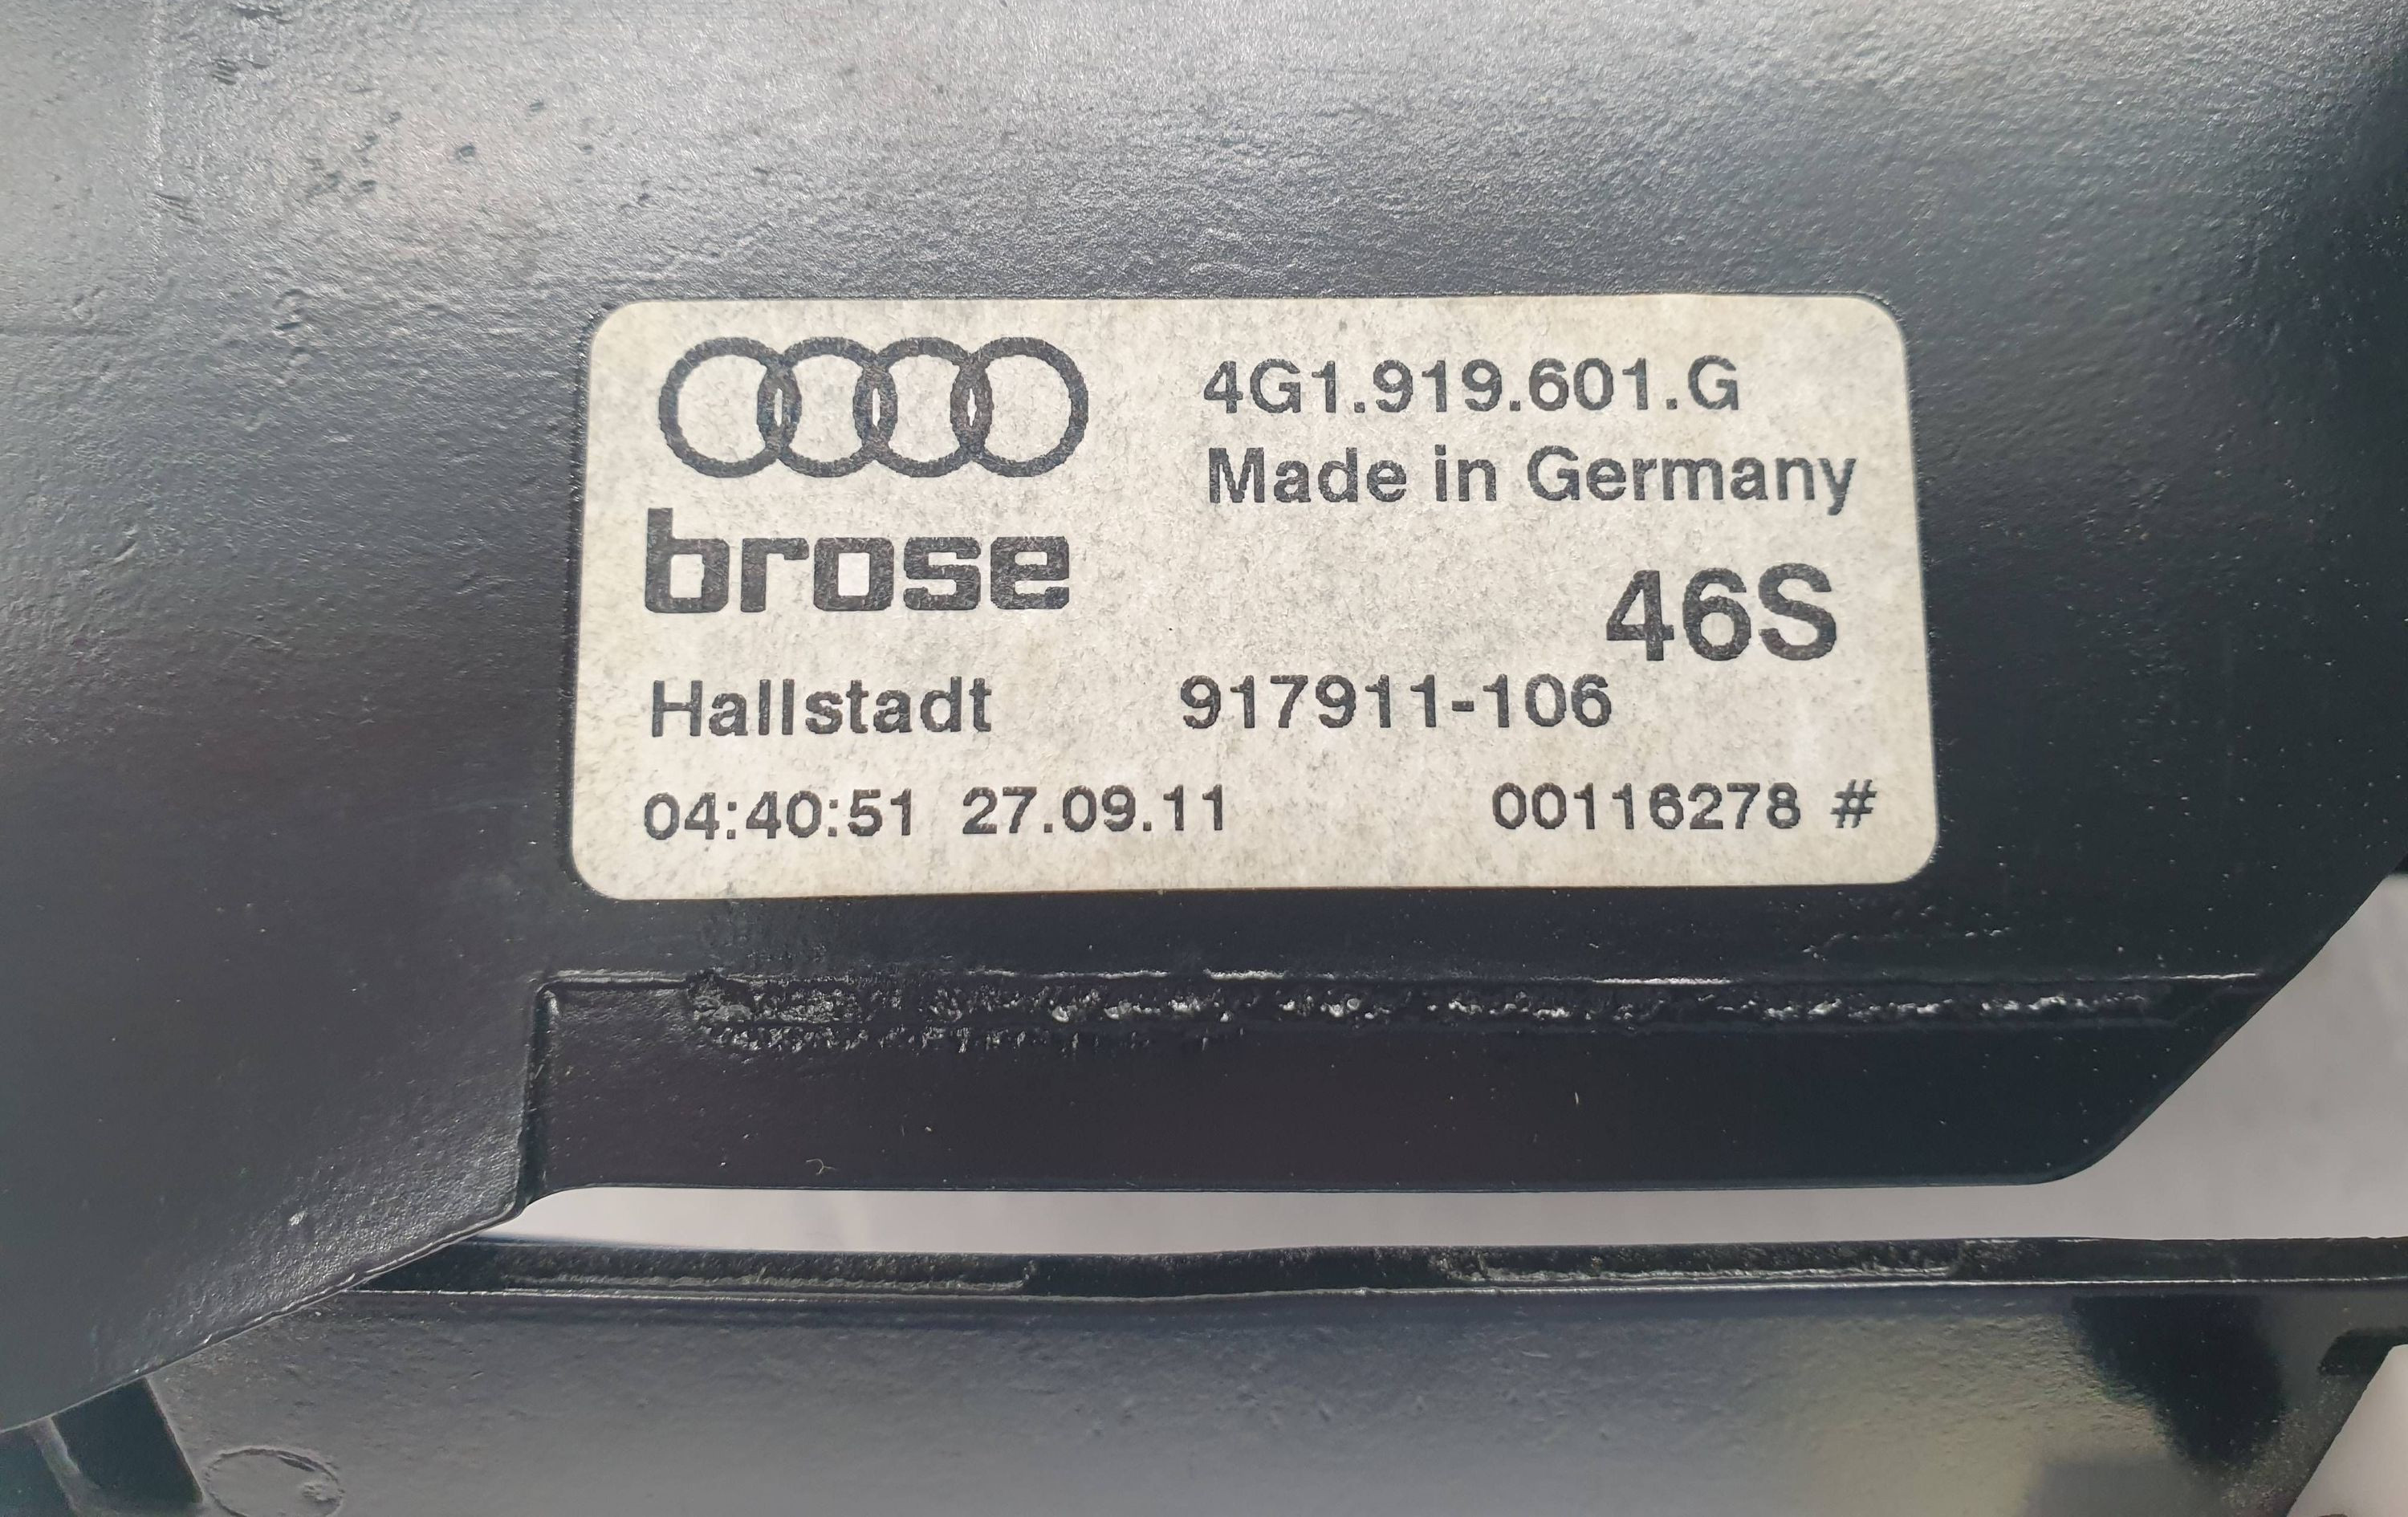 4G1.919.601.G
Made in Germany
brose
46S
Hallstadt 917911-106
04:40:51 27.09.11 00116278 #